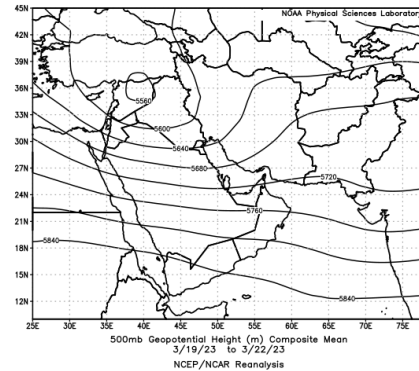 NOAA Physical Sciences Laborator
45N
42N
39N
36N
33N
30N
27N
24N
21N
18N
15N
12N
5560
5600
5640
5680
5720
5760
5840
5840
25E 30E 35E 40E 45E 50E 55E 60E 65E 70E 75E
500mb Geopotential Height (m) Composite Mean
3/19/23 to 3/22/23
NCEP/NCAR Reanalysis